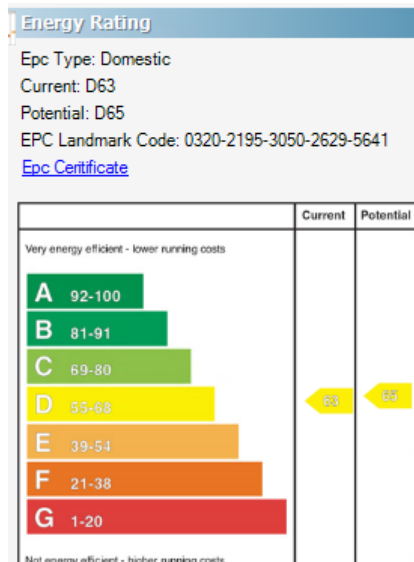 Energy Rating
Epc Type: Domestic
Current: D63
Potential: D65
EPC Landmark Code: 0320-2195-3050-2629-5641
Epc Certificate
Current Potential
Very energy efficient - lower running costs
A 92-100
B 81-91
C 69-80
D 55-68
63
65
E 39-54
F 21-38
G 1-20
Not energy efficient - higher running costs